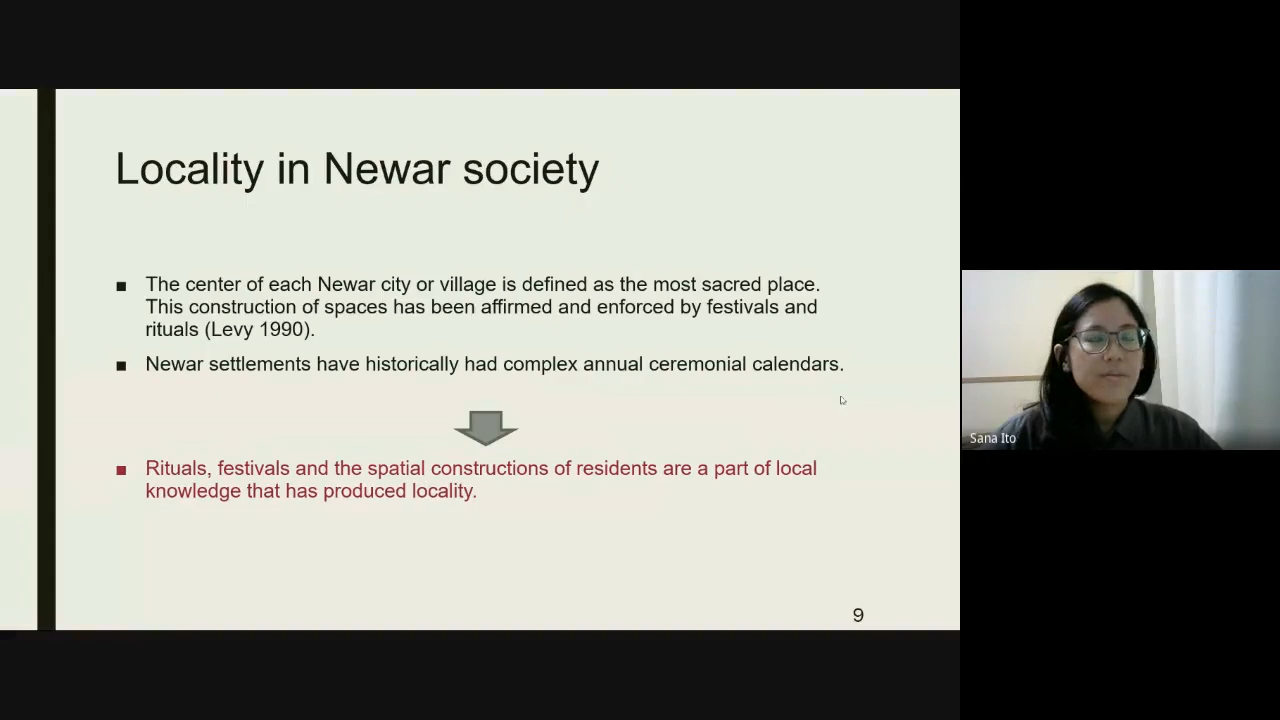 Locality in Newar society
■ The center of each Newar city or village is defined as the most sacred place.
This construction of spaces has been affirmed and enforced by festivals and
rituals (Levy 1990).
■ Newar settlements have historically had complex annual ceremonial calendars.
■ Rituals, festivals and the spatial constructions of residents are a part of local
knowledge that has produced locality.
9
Sana Ito